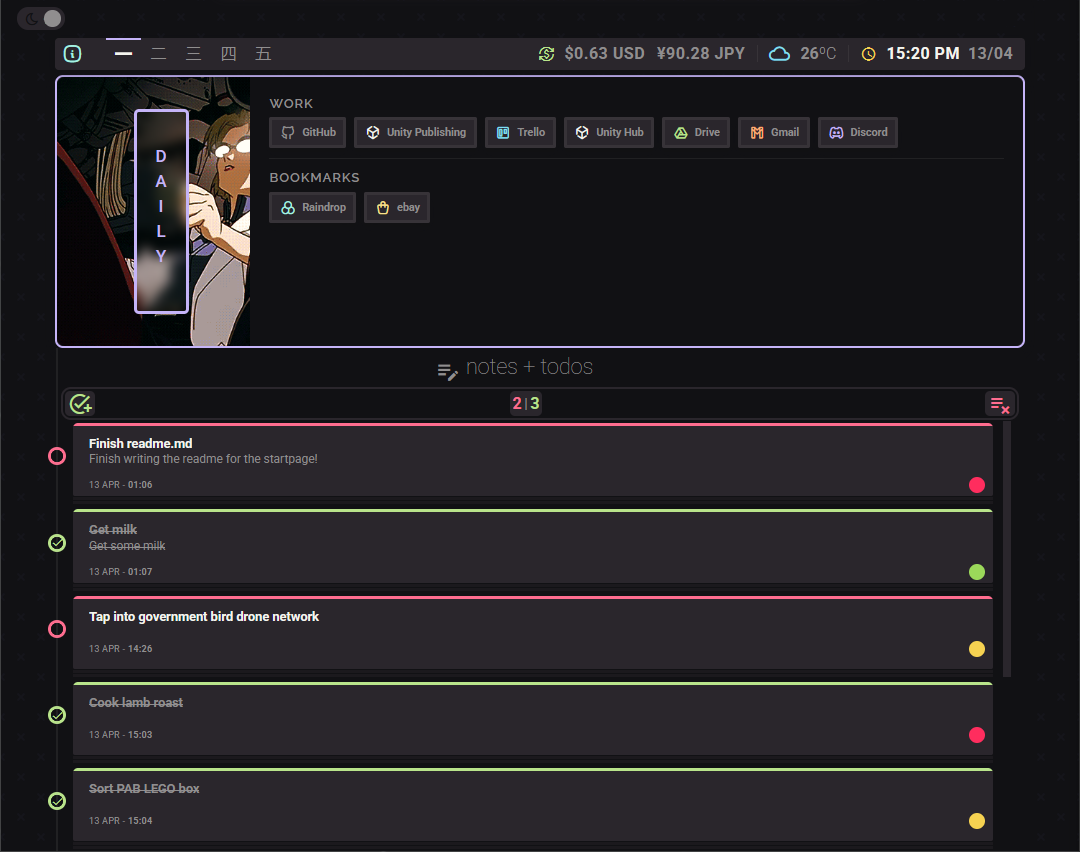 一 二 三 四 五 $0.63 USD ¥90.28 JPY 26°C 15:20 PM 13/04
DAILY
WORK
GitHub Unity Publishing Trello Unity Hub Drive Gmail Discord
BOOKMARKS
Raindrop ebay
notes + todos
2|3
Finish readme.md
Finish writing the readme for the startpage!
13 APR - 01:06
Get milk
Get some milk
13 APR - 01:07
Tap into government bird drone network
13 APR - 14:26
Cook lamb roast
13 APR - 15:03
Sort PAB LEGO box
13 APR - 15:04